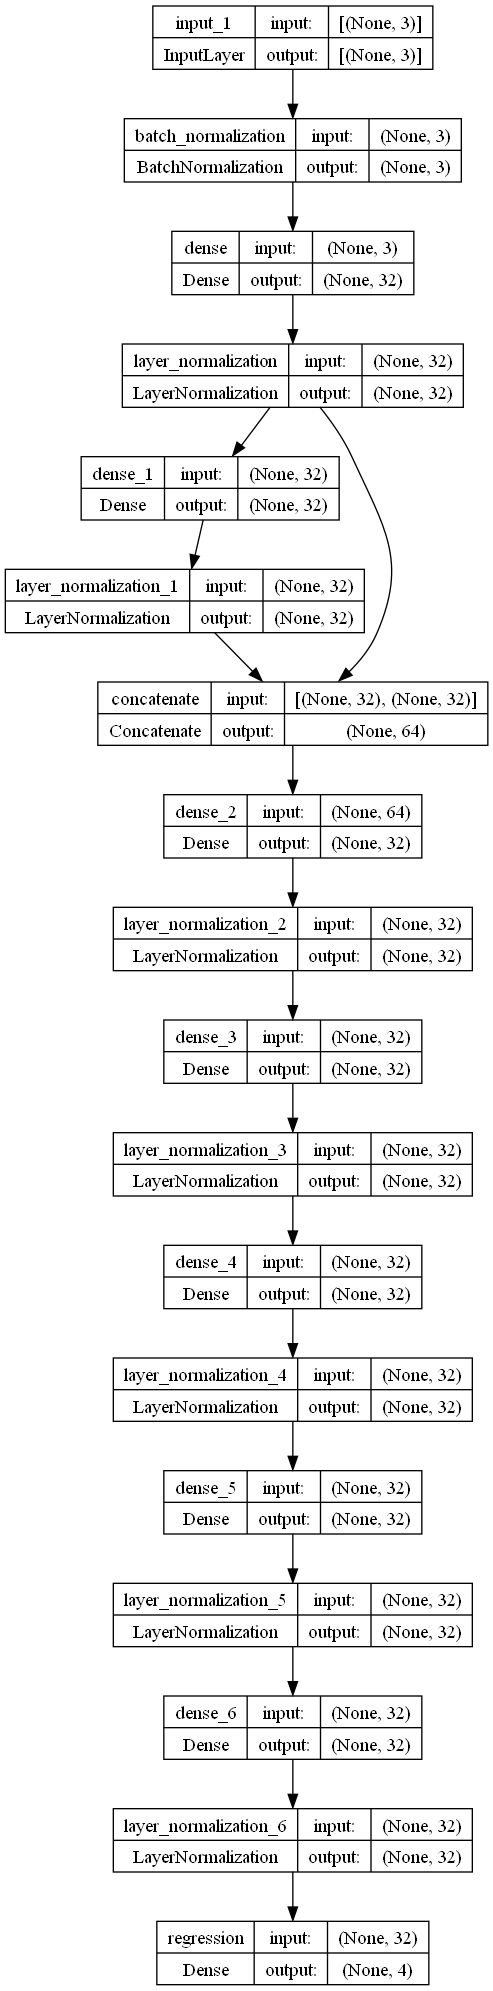 input_1 input: [(None, 3)]
InputLayer output: [(None, 3)]
batch_normalization input: (None, 3)
BatchNormalization output: (None, 3)
dense input: (None, 3)
Dense output: (None, 32)
layer_normalization input: (None, 32)
LayerNormalization output: (None, 32)
dense_1 input: (None, 32)
Dense output: (None, 32)
layer_normalization_1 input: (None, 32)
LayerNormalization output: (None, 32)
concatenate input: [(None, 32), (None, 32)]
Concatenate output: (None, 64)
dense_2 input: (None, 64)
Dense output: (None, 32)
layer_normalization_2 input: (None, 32)
LayerNormalization output: (None, 32)
dense_3 input: (None, 32)
Dense output: (None, 32)
layer_normalization_3 input: (None, 32)
LayerNormalization output: (None, 32)
dense_4 input: (None, 32)
Dense output: (None, 32)
layer_normalization_4 input: (None, 32)
LayerNormalization output: (None, 32)
dense_5 input: (None, 32)
Dense output: (None, 32)
layer_normalization_5 input: (None, 32)
LayerNormalization output: (None, 32)
dense_6 input: (None, 32)
Dense output: (None, 32)
layer_normalization_6 input: (None, 32)
LayerNormalization output: (None, 32)
regression input: (None, 32)
Dense output: (None, 4)